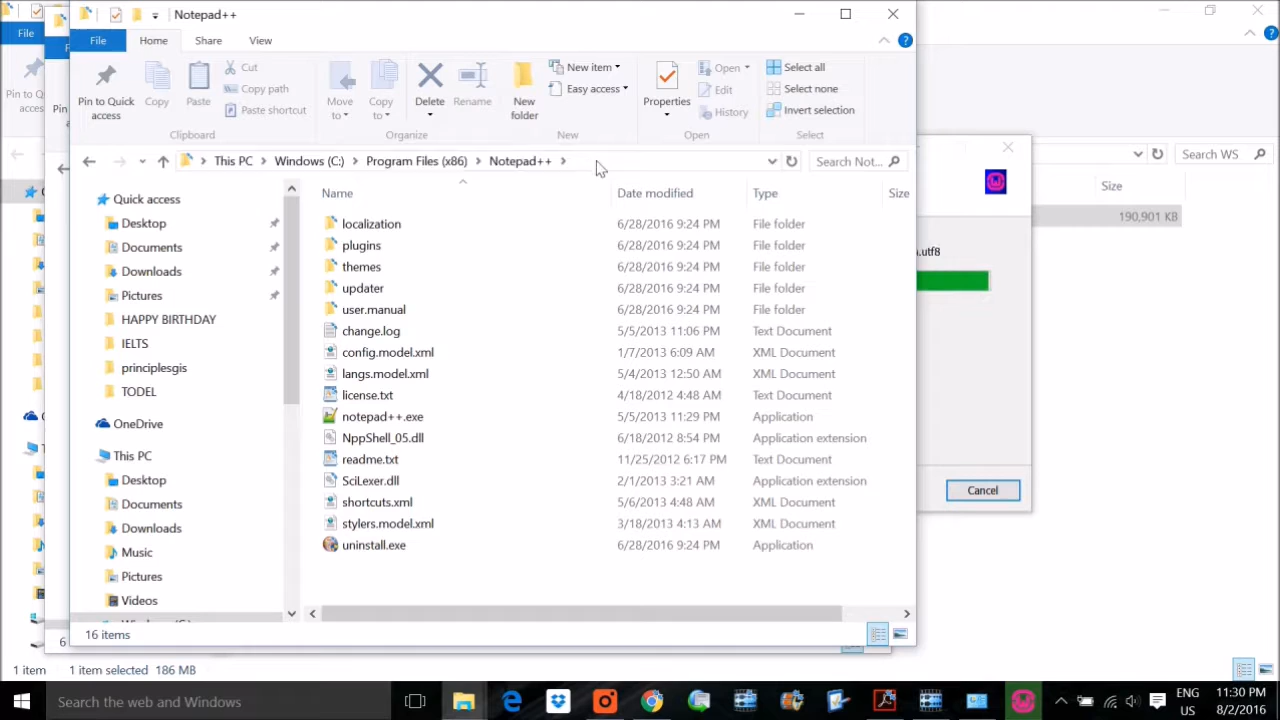 Notepad++
File Home Share View
File
Pin to Quick access
Copy
Paste
Cut
Copy path
Paste shortcut
Move to
Copy to
Delete
Rename
New folder
New item
Easy access
Properties
Open
Edit
History
Select all
Select none
Invert selection
Clipboard Organize New Open Select
This PC Windows (C:) Program Files (x86) Notepad++
Search Not...
Search WS
Name Date modified Type Size
Size
190,901 KB
.utf8
Cancel
Quick access
Desktop
Documents
Downloads
Pictures
HAPPY BIRTHDAY
IELTS
principlesgis
TODEL
OneDrive
This PC
Desktop
Documents
Downloads
Music
Pictures
Videos
localization 6/28/2016 9:24 PM File folder
plugins 6/28/2016 9:24 PM File folder
themes 6/28/2016 9:24 PM File folder
updater 6/28/2016 9:24 PM File folder
user.manual 6/28/2016 9:24 PM File folder
change.log 5/5/2013 11:06 PM Text Document
config.model.xml 1/7/2013 6:09 AM XML Document
langs.model.xml 5/4/2013 12:50 AM XML Document
license.txt 4/18/2012 4:48 AM Text Document
notepad++.exe 5/5/2013 11:29 PM Application
NppShell_05.dll 6/18/2012 8:54 PM Application extension
readme.txt 11/25/2012 6:17 PM Text Document
SciLexer.dll 2/1/2013 3:21 AM Application extension
shortcuts.xml 5/6/2013 4:48 AM XML Document
stylers.model.xml 3/18/2013 4:13 AM XML Document
uninstall.exe 6/28/2016 9:24 PM Application
16 items
1 item 1 item selected 186 MB
Search the web and Windows
ENG
US
11:30 PM
8/2/2016